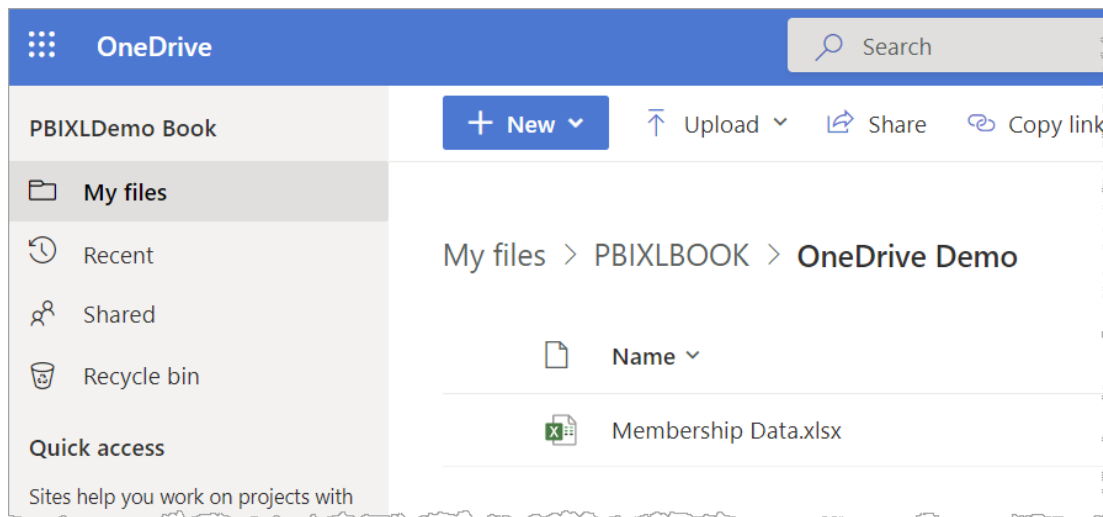 OneDrive
Search
PBIXLDemo Book
My files
Recent
Shared
Recycle bin
Quick access
Sites help you work on projects with
New
Upload
Share
Copy link
My files > PBIXLBOOK > OneDrive Demo
Name
Membership Data.xlsx